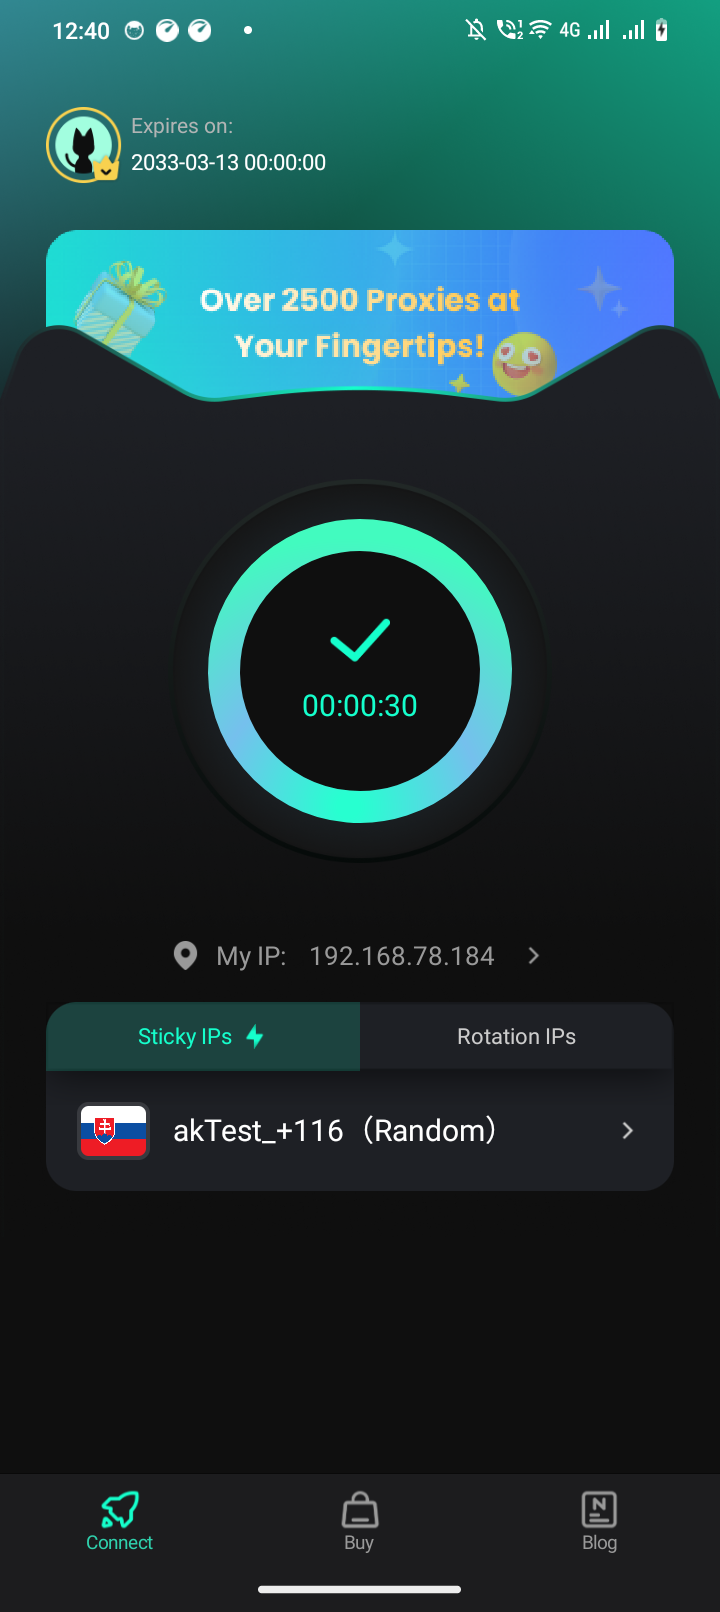 12:40
4G
Expires on:
2033-03-13 00:00:00
Over 2500 Proxies at
Your Fingertips!
00:00:30
My IP: 192.168.78.184
Sticky IPs
Rotation IPs
akTest_+116（Random）
Connect
Buy
Blog